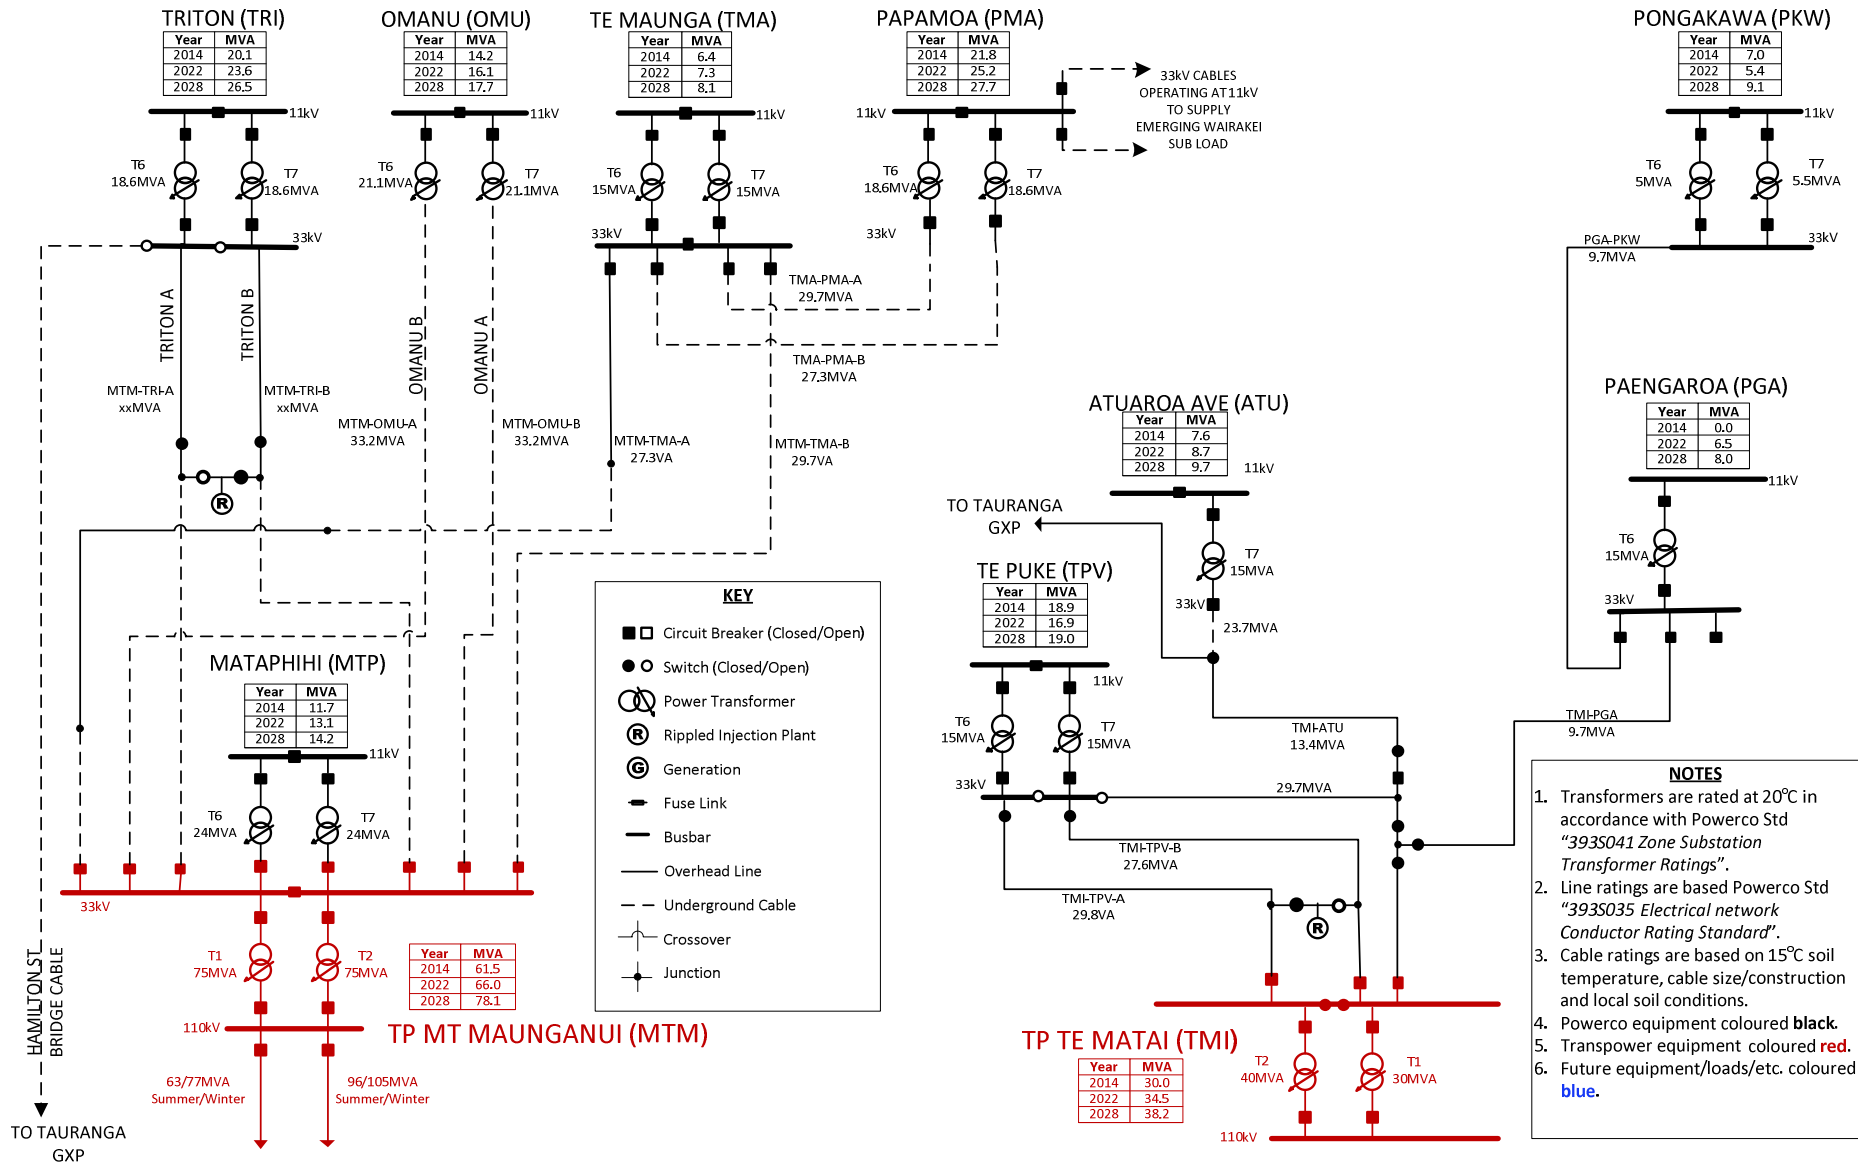 TRITON (TRI)
Year MVA
2014 20.1
2022 23.6
2028 26.5
11kV
T6
18.6MVA
T7
18.6MVA
33kV
TRITON A
TRITON B
MTM-TRI-A
xxMVA
MTM-TRI-B
xxMVA
R
OMANU (OMU)
Year MVA
2014 14.2
2022 16.1
2028 17.7
11kV
T6
21.1MVA
T7
21.1MVA
OMANU B
OMANU A
MTM-OMU-A
33.2MVA
MTM-OMU-B
33.2MVA
TE MAUNGA (TMA)
Year MVA
2014 6.4
2022 7.3
2028 8.1
11kV
T6
15MVA
T7
15MVA
33kV
TMA-PMA-A
29.7MVA
TMA-PMA-B
27.3MVA
MTM-TMA-A
27.3VA
MTM-TMA-B
29.7VA
PAPAMOA (PMA)
Year MVA
2014 21.8
2022 25.2
2028 27.7
11kV
T6
18.6MVA
T7
18.6MVA
33kV
33kV CABLES
OPERATING AT 11kV
TO SUPPLY
EMERGING WAIRAKEI
SUB LOAD
PONGAKAWA (PKW)
Year MVA
2014 7.0
2022 5.4
2028 9.1
11kV
T6
5MVA
T7
5.5MVA
33kV
PGA-PKW
9.7MVA
PAENGAROA (PGA)
Year MVA
2014 0.0
2022 6.5
2028 8.0
11kV
T6
15MVA
33kV
TMI-PGA
9.7MVA
ATUAROA AVE (ATU)
Year MVA
2014 7.6
2022 8.7
2028 9.7
11kV
TO TAURANGA
GXP
T7
15MVA
33kV
23.7MVA
TMI-ATU
13.4MVA
TE PUKE (TPV)
Year MVA
2014 18.9
2022 16.9
2028 19.0
11kV
T6
15MVA
T7
15MVA
33kV
29.7MVA
TMI-TPV-B
27.6MVA
TMI-TPV-A
29.8VA
R
KEY
Circuit Breaker (Closed/Open)
Switch (Closed/Open)
Power Transformer
R Rippled Injection Plant
G Generation
Fuse Link
Busbar
Overhead Line
Underground Cable
Crossover
Junction
MATAPHIHI (MTP)
Year MVA
2014 11.7
2022 13.1
2028 14.2
11kV
T6
24MVA
T7
24MVA
33kV
T1
75MVA
T2
75MVA
Year MVA
2014 61.5
2022 66.0
2028 78.1
110kV
TP MT MAUNGANUI (MTM)
63/77MVA
Summer/Winter
96/105MVA
Summer/Winter
HAMILTON ST
BRIDGE CABLE
TO TAURANGA
GXP
TP TE MATAI (TMI)
Year MVA
2014 30.0
2022 34.5
2028 38.2
T2
40MVA
T1
30MVA
110kV
NOTES
1. Transformers are rated at 20°C in
accordance with Powerco Std
“393S041 Zone Substation
Transformer Ratings”.
2. Line ratings are based Powerco Std
“393S035 Electrical network
Conductor Rating Standard”.
3. Cable ratings are based on 15°C soil
temperature, cable size/construction
and local soil conditions.
4. Powerco equipment coloured black.
5. Transpower equipment coloured red.
6. Future equipment/loads/etc. coloured
blue.